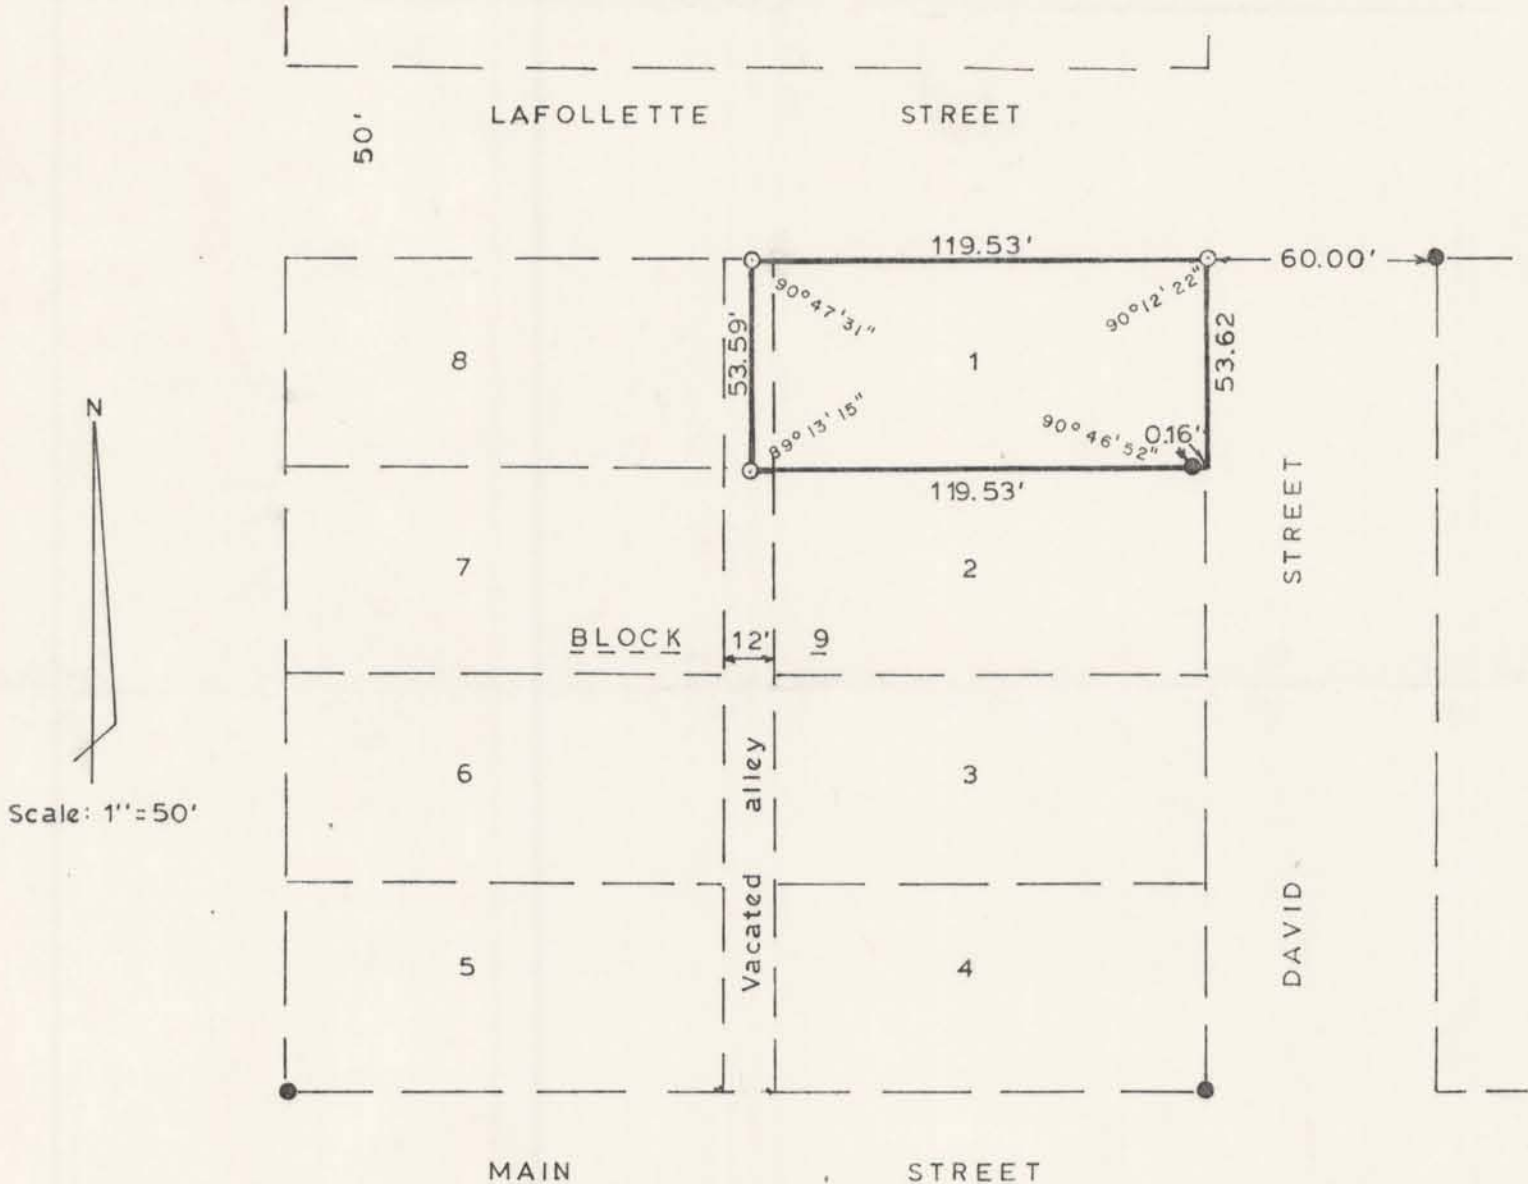 LAFOLLETTE STREET
50'
119.53'
60.00'
90°47'31"
90°12'22"
53.59'
53.62
8
1
N
89°13'15"
90°46'52"
0.16'
119.53'
STREET
7
2
BLOCK 12' 9
6
3
Vacated alley
Scale: 1"=50'
DAVID
5
4
MAIN STREET